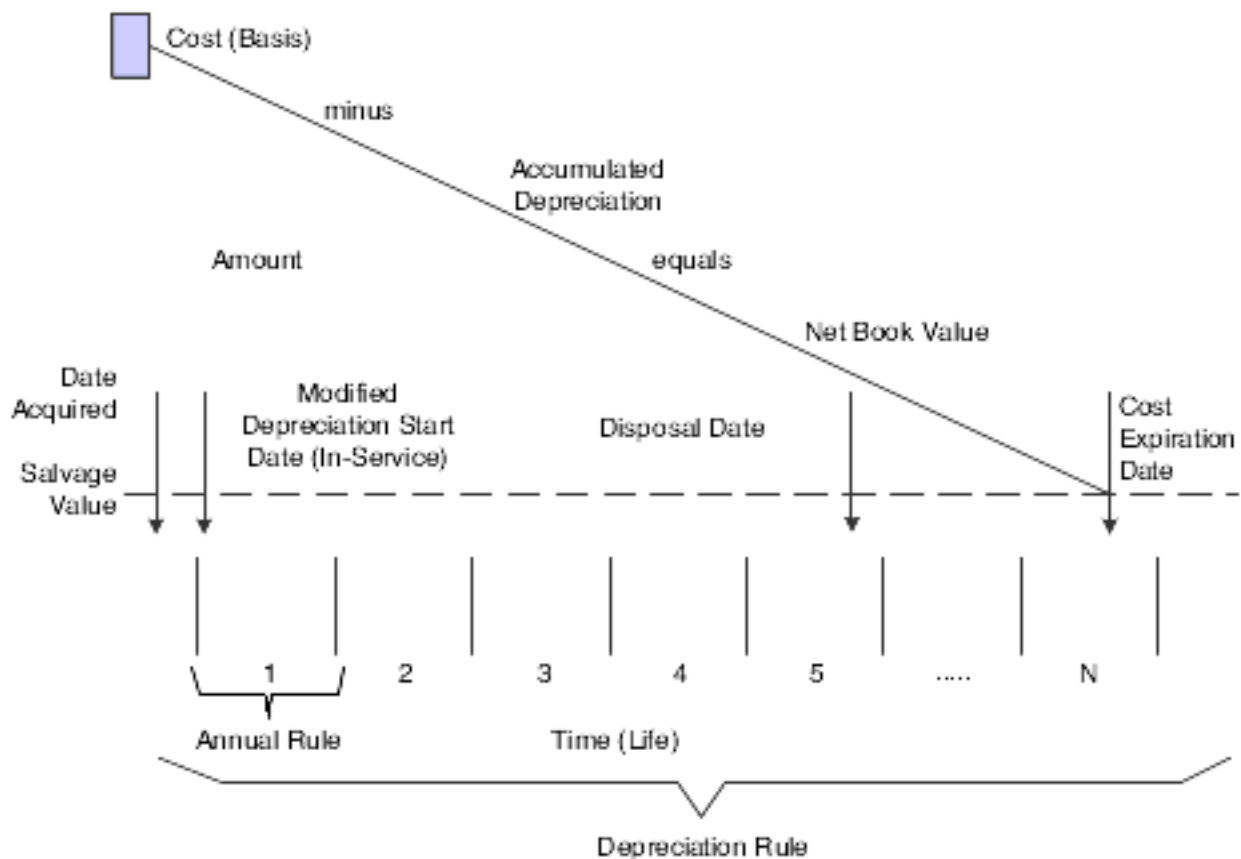 Cost (Basis)
minus
Accumulated
Depreciation
Amount
equals
Net Book Value
Date
Acquired
Modified
Depreciation Start
Date (In-Service)
Disposal Date
Cost
Expiration
Date
Salvage
Value
1
2
3
4
5
.....
N
Annual Rule
Time (Life)
Depreciation Rule